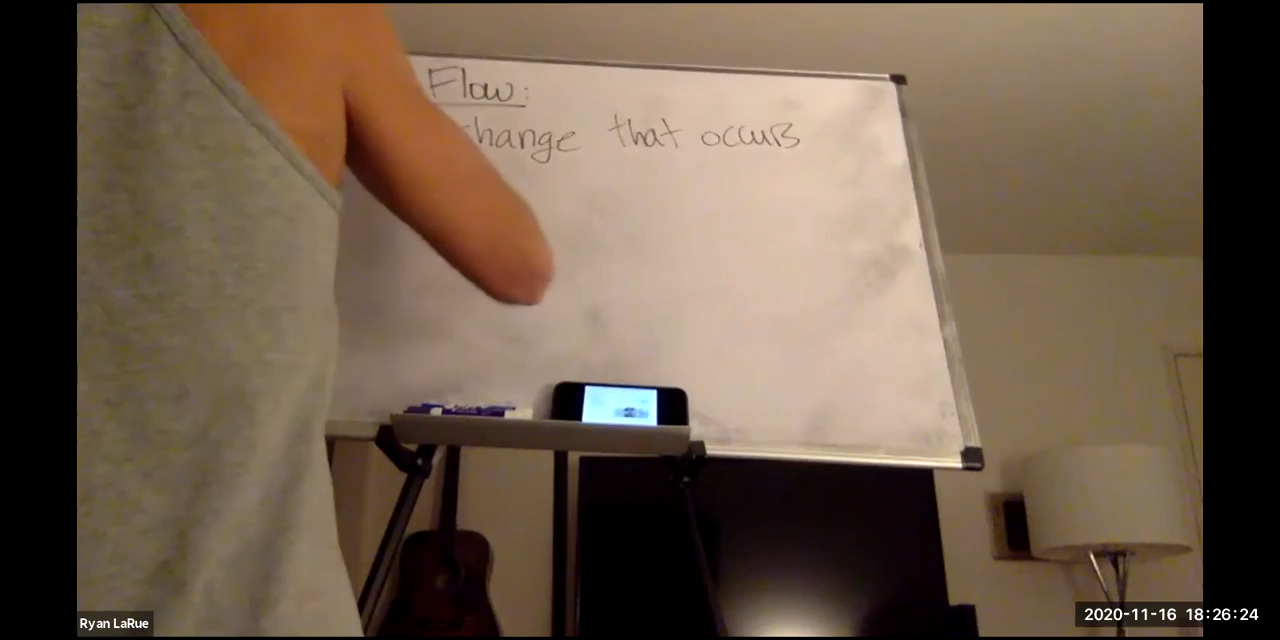 Flow:
change that occurs
Ryan LaRue
2020-11-16 18:26:24